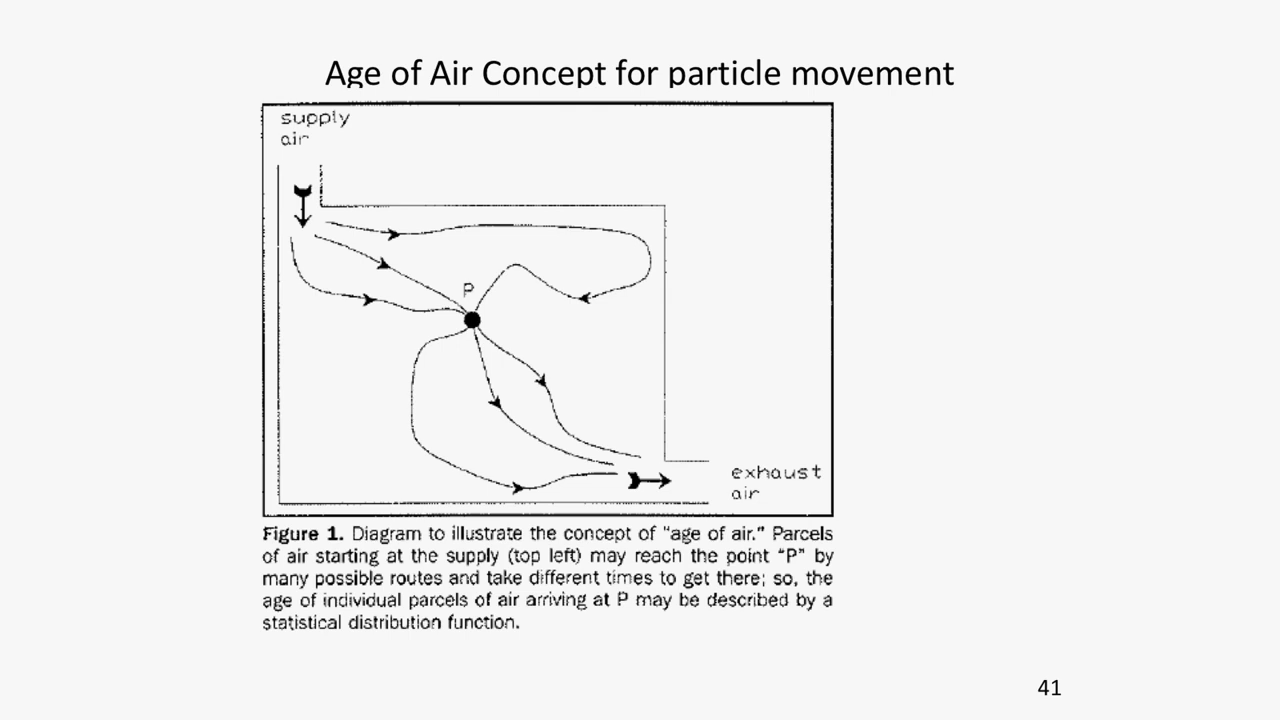 Age of Air Concept for particle movement
supply
air
P
exhaust
air
Figure 1. Diagram to illustrate the concept of "age of air." Parcels
of air starting at the supply (top left) may reach the point "P" by
many possible routes and take different times to get there; so, the
age of individual parcels of air arriving at P may be described by a
statistical distribution function.
41